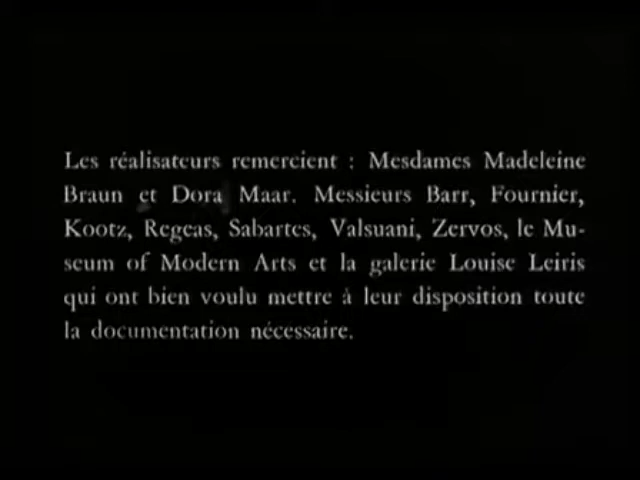 Les réalisateurs remercient : Mesdames Madeleine
Braun et Dora Maar. Messieurs Barr, Fournier,
Kootz, Regeas, Sabartes, Valsuani, Zervos, le Mu-
seum of Modern Arts et la galerie Louise Leiris
qui ont bien voulu mettre à leur disposition toute
la documentation nécessaire.